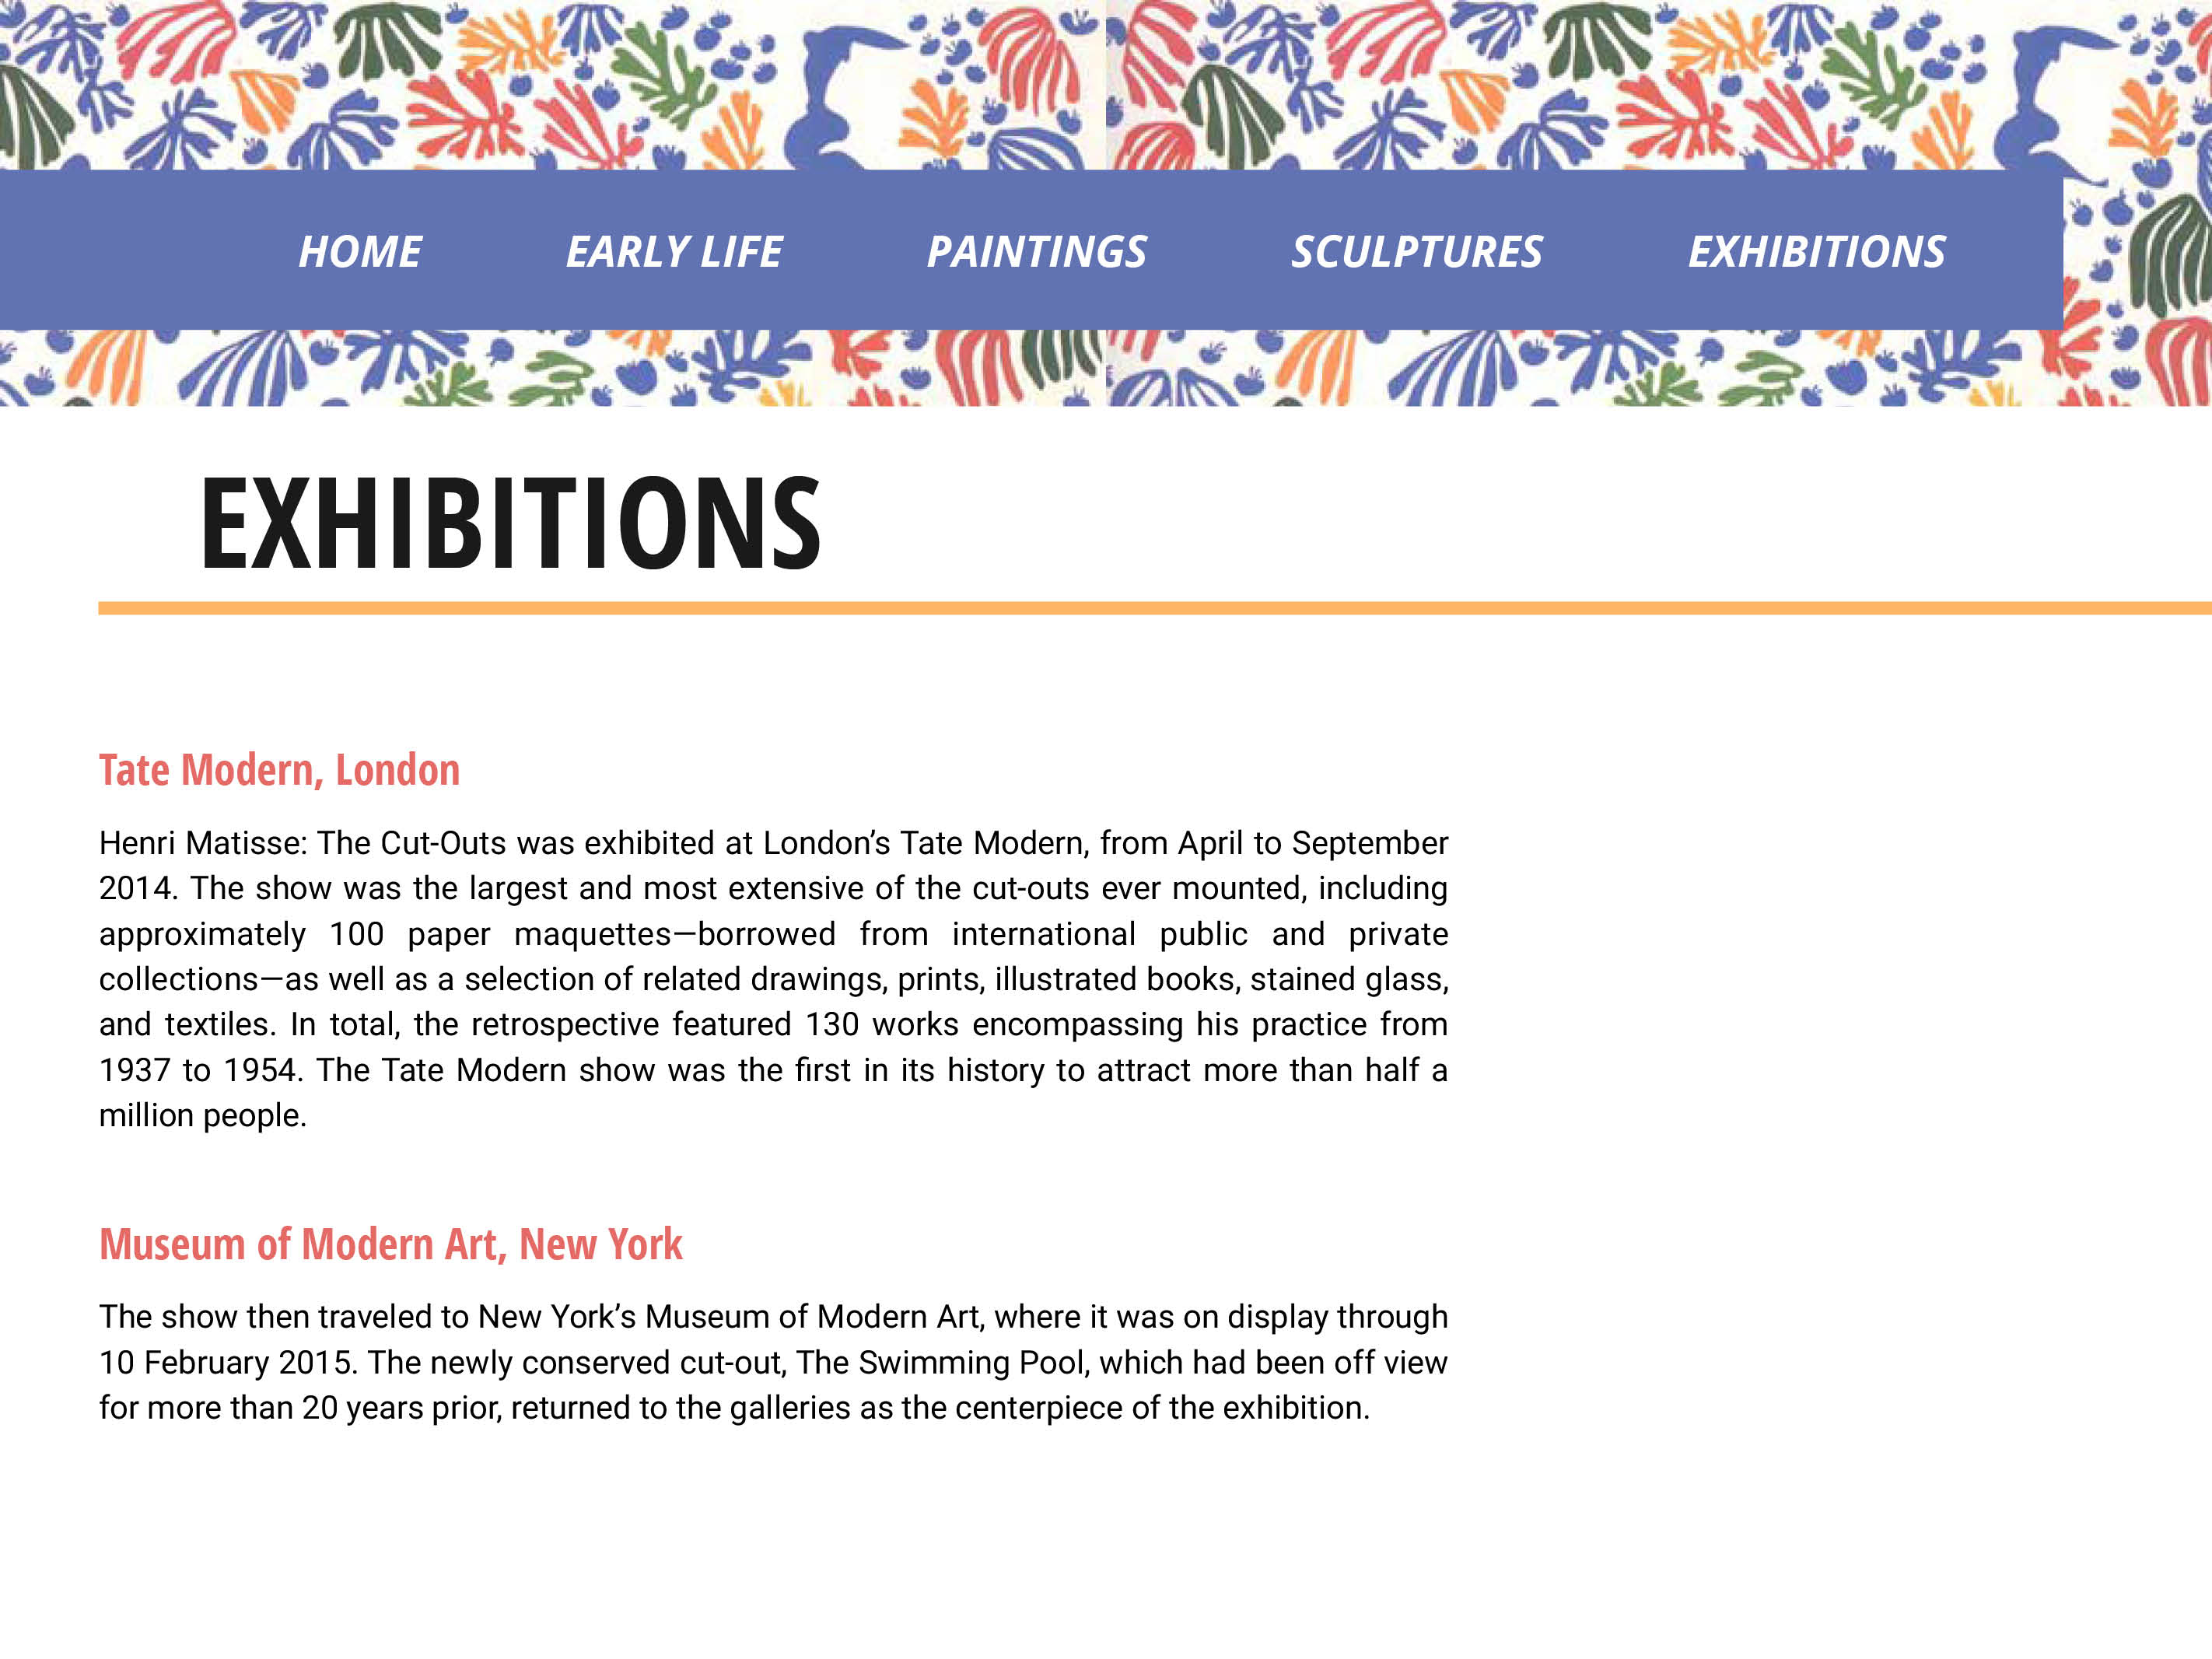 HOME EARLY LIFE PAINTINGS SCULPTURES EXHIBITIONS
EXHIBITIONS
Tate Modern, London
Henri Matisse: The Cut-Outs was exhibited at London’s Tate Modern, from April to September
2014. The show was the largest and most extensive of the cut-outs ever mounted, including
approximately 100 paper maquettes—borrowed from international public and private
collections—as well as a selection of related drawings, prints, illustrated books, stained glass,
and textiles. In total, the retrospective featured 130 works encompassing his practice from
1937 to 1954. The Tate Modern show was the first in its history to attract more than half a
million people.
Museum of Modern Art, New York
The show then traveled to New York’s Museum of Modern Art, where it was on display through
10 February 2015. The newly conserved cut-out, The Swimming Pool, which had been off view
for more than 20 years prior, returned to the galleries as the centerpiece of the exhibition.